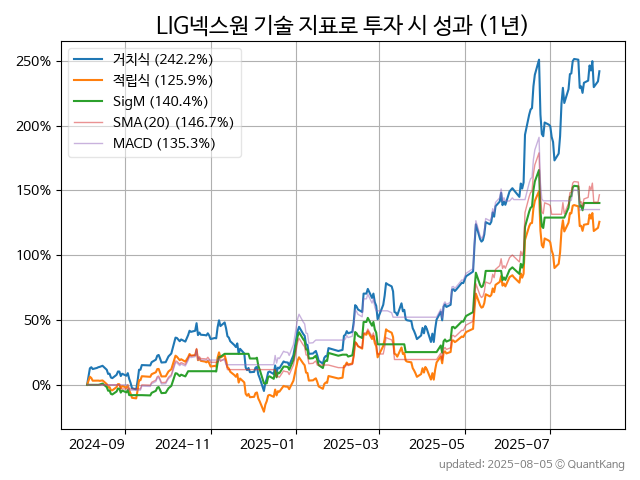 LIG넥스원 기술 지표로 투자 시 성과 (1년)
거치식 (242.2%)
적립식 (125.9%)
SigM (140.4%)
SMA(20) (146.7%)
MACD (135.3%)
250%
200%
150%
100%
50%
0%
2024-09 2024-11 2025-01 2025-03 2025-05 2025-07
updated: 2025-08-05 © QuantKang